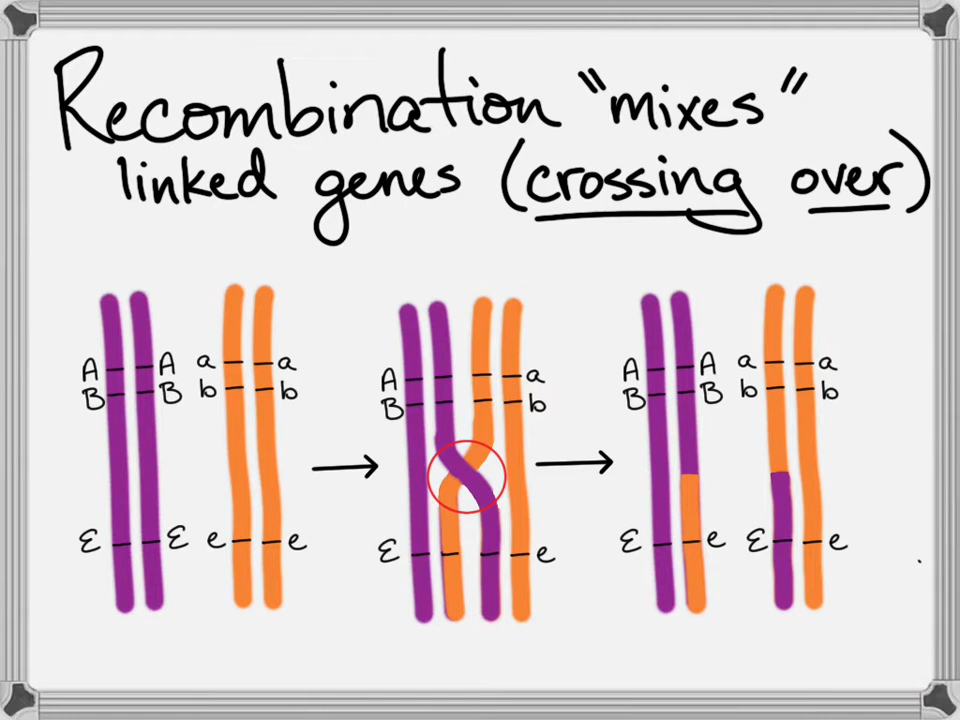 Recombination "mixes"
linked genes (crossing over)
A A a a
B B b b
Ɛ Ɛ e e
A a
B b
Ɛ e
A A a a
B B b b
Ɛ e Ɛ e